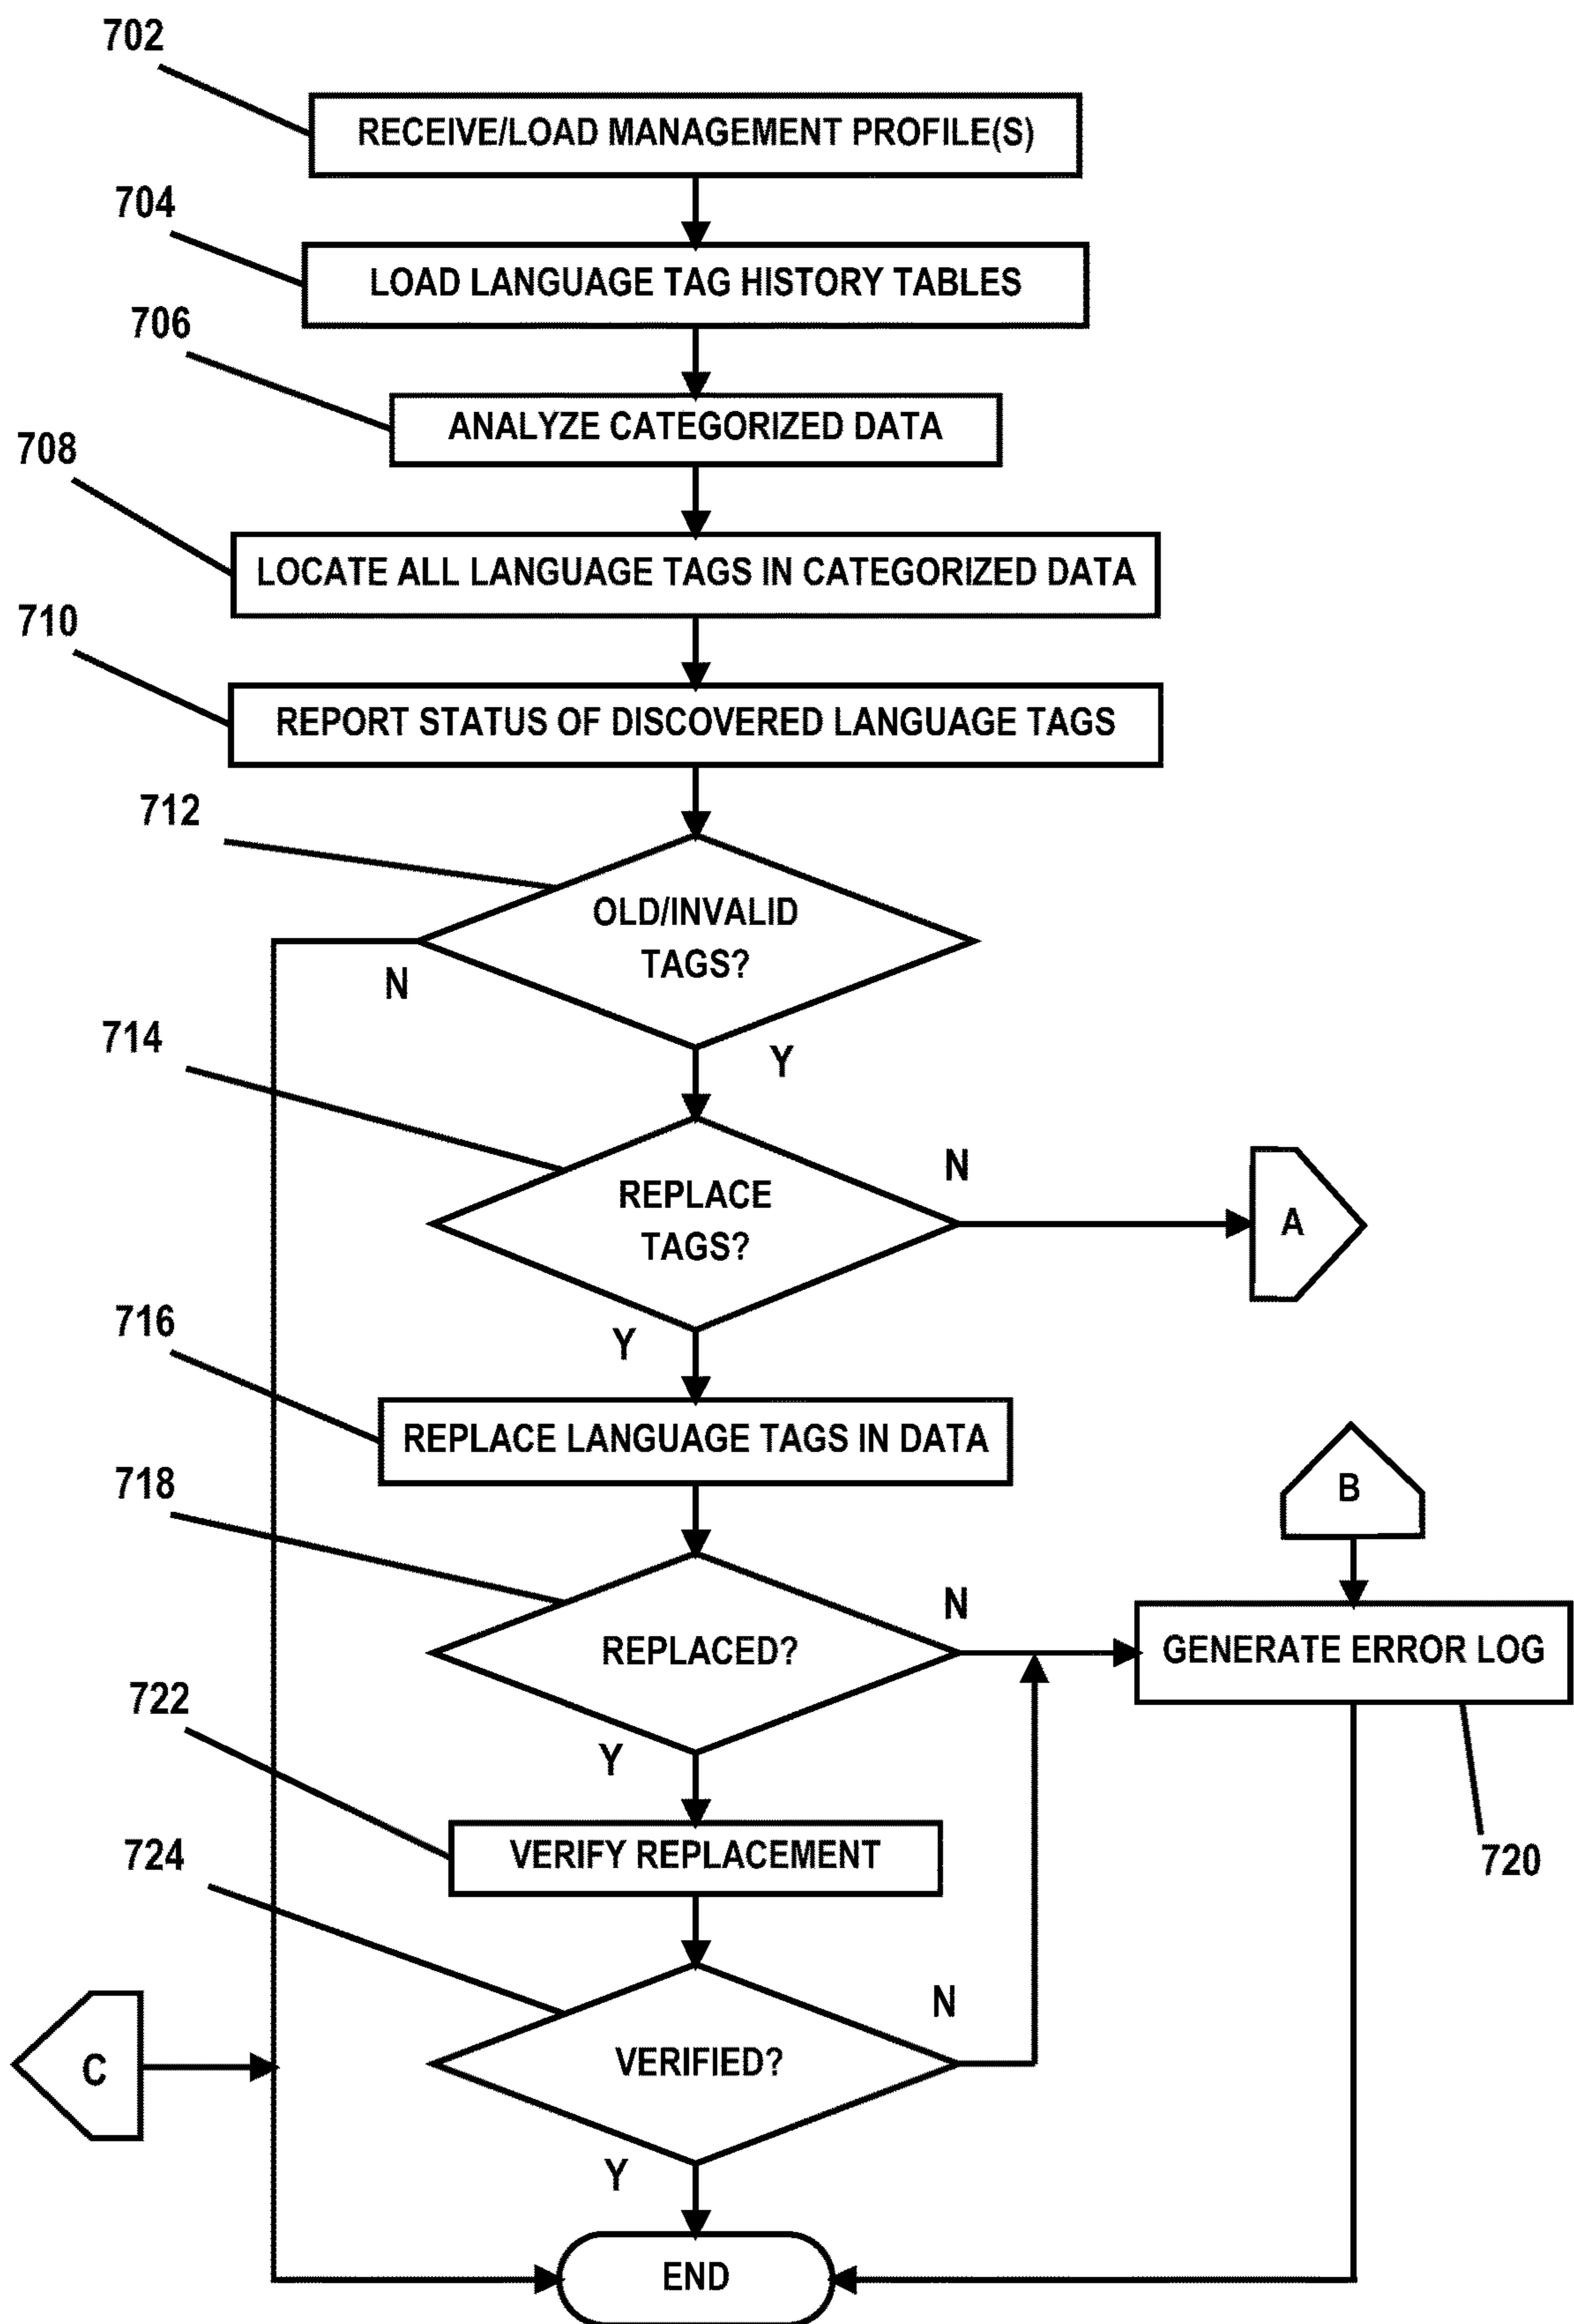 702
RECEIVE/LOAD MANAGEMENT PROFILE(S)
704
LOAD LANGUAGE TAG HISTORY TABLES
706
ANALYZE CATEGORIZED DATA
708
LOCATE ALL LANGUAGE TAGS IN CATEGORIZED DATA
710
REPORT STATUS OF DISCOVERED LANGUAGE TAGS
712
OLD/INVALID
TAGS?
N
Y
714
REPLACE
TAGS?
N
A
Y
716
REPLACE LANGUAGE TAGS IN DATA
718
B
REPLACED?
N
GENERATE ERROR LOG
720
Y
722
VERIFY REPLACEMENT
724
VERIFIED?
N
C
Y
END